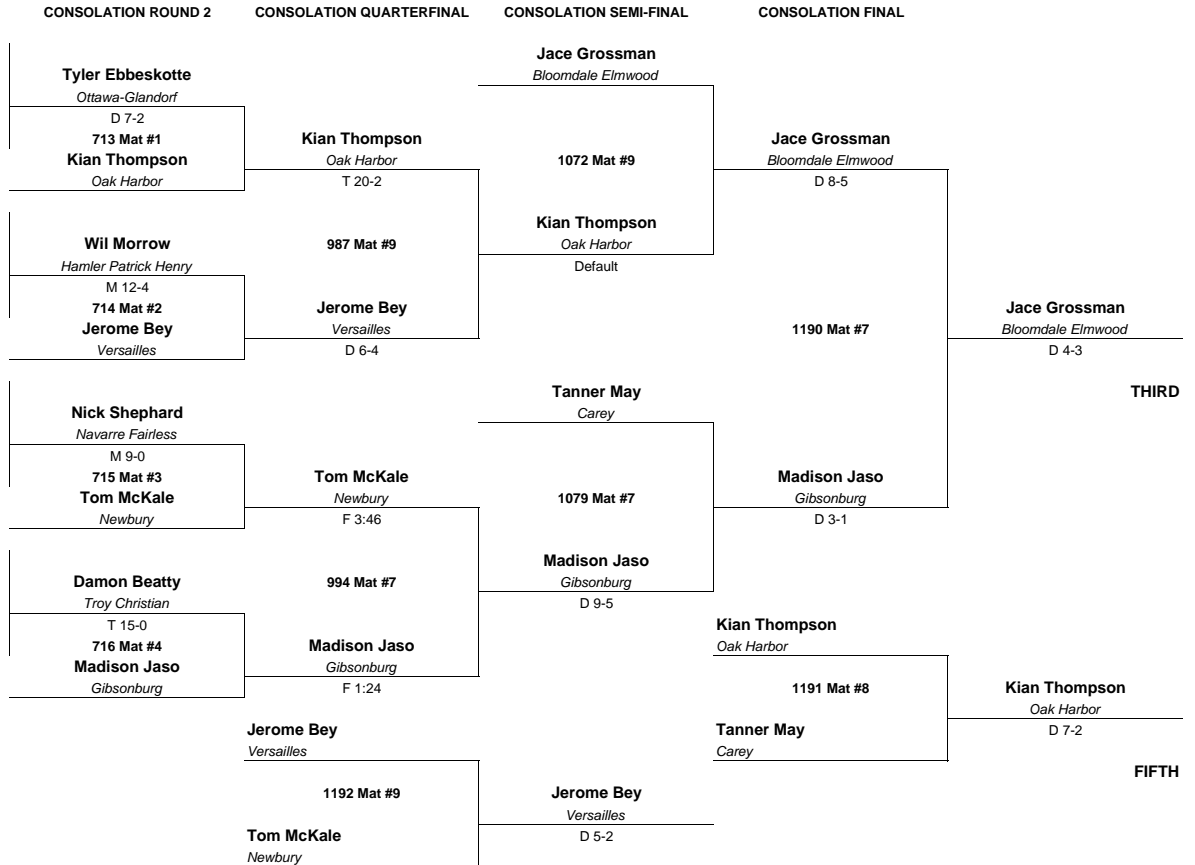 CONSOLATION ROUND 2
CONSOLATION QUARTERFINAL
CONSOLATION SEMI-FINAL
CONSOLATION FINAL
Tyler Ebbeskotte
Ottawa-Glandorf
D 7-2
713 Mat #1
Kian Thompson
Oak Harbor
Wil Morrow
Hamler Patrick Henry
M 12-4
714 Mat #2
Jerome Bey
Versailles
Nick Shephard
Navarre Fairless
M 9-0
715 Mat #3
Tom McKale
Newbury
Damon Beatty
Troy Christian
T 15-0
716 Mat #4
Madison Jaso
Gibsonburg
Kian Thompson
Oak Harbor
T 20-2
987 Mat #9
Jerome Bey
Versailles
D 6-4
Tom McKale
Newbury
F 3:46
994 Mat #7
Madison Jaso
Gibsonburg
F 1:24
Jerome Bey
Versailles
1192 Mat #9
Tom McKale
Newbury
Jace Grossman
Bloomdale Elmwood
1072 Mat #9
Kian Thompson
Oak Harbor
Default
Tanner May
Carey
1079 Mat #7
Madison Jaso
Gibsonburg
D 9-5
Jerome Bey
Versailles
D 5-2
Jace Grossman
Bloomdale Elmwood
D 8-5
1190 Mat #7
Madison Jaso
Gibsonburg
D 3-1
Kian Thompson
Oak Harbor
1191 Mat #8
Tanner May
Carey
Jace Grossman
Bloomdale Elmwood
D 4-3
THIRD
Kian Thompson
Oak Harbor
D 7-2
FIFTH